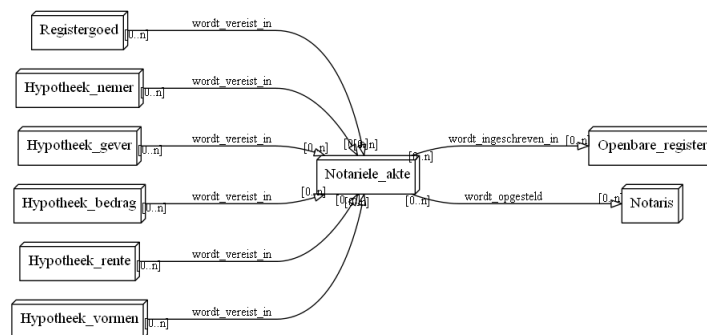 Registergoed
[0..n]
wordt_vereist_in
Hypotheek_nemer
[0..n]
wordt_vereist_in
Hypotheek_gever
[0..n]
wordt_vereist_in
[0..n]
Hypotheek_bedrag
[0..n]
wordt_vereist_in
[0..n]
Hypotheek_rente
[0..n]
wordt_vereist_in
Hypotheek_vormen
[0..n]
wordt_vereist_in
Notariele_akte
[0..n]
wordt_ingeschreven_in
[0..n]
Openbare_register
[0..n]
wordt_opgesteld
[0..n]
Notaris